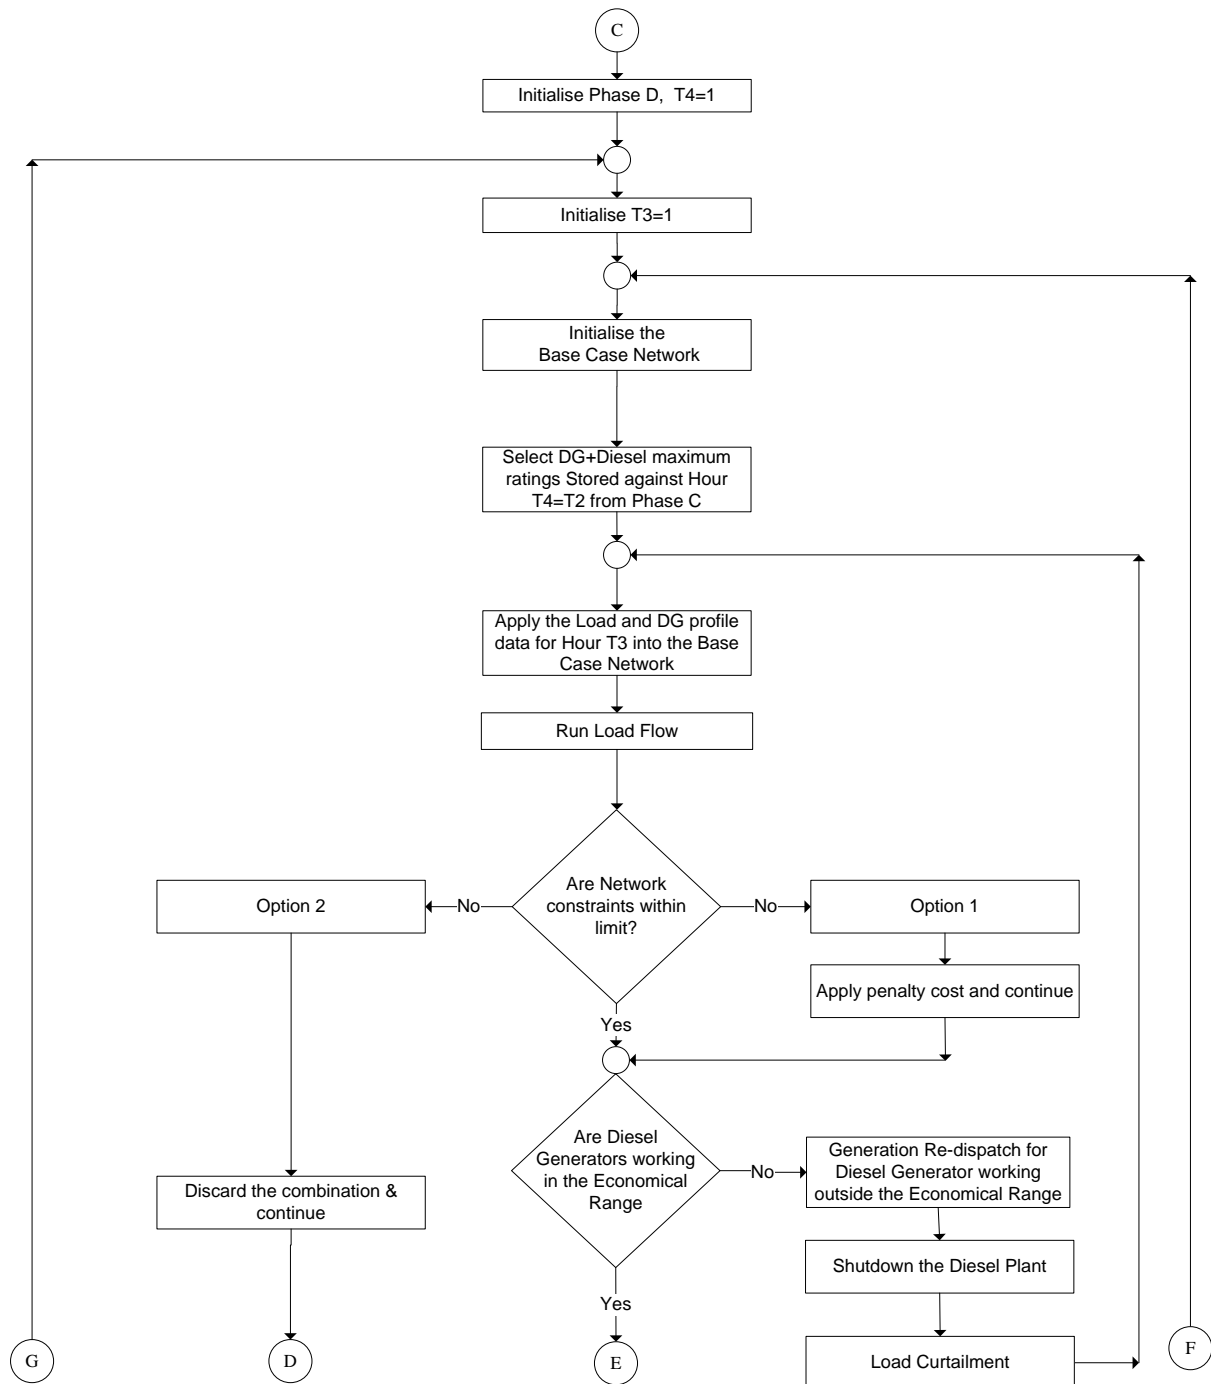 C
Initialise Phase D, T4=1
Initialise T3=1
Initialise the
Base Case Network
Select DG+Diesel maximum
ratings Stored against Hour
T4=T2 from Phase C
Apply the Load and DG profile
data for Hour T3 into the Base
Case Network
Run Load Flow
Are Network
constraints within
limit?
No
Option 2
No
Option 1
Apply penalty cost and continue
Yes
Are Diesel
Generators working
in the Economical
Range
No
Generation Re-dispatch for
Diesel Generator working
outside the Economical Range
Discard the combination &
continue
Shutdown the Diesel Plant
Yes
Load Curtailment
G
D
E
F